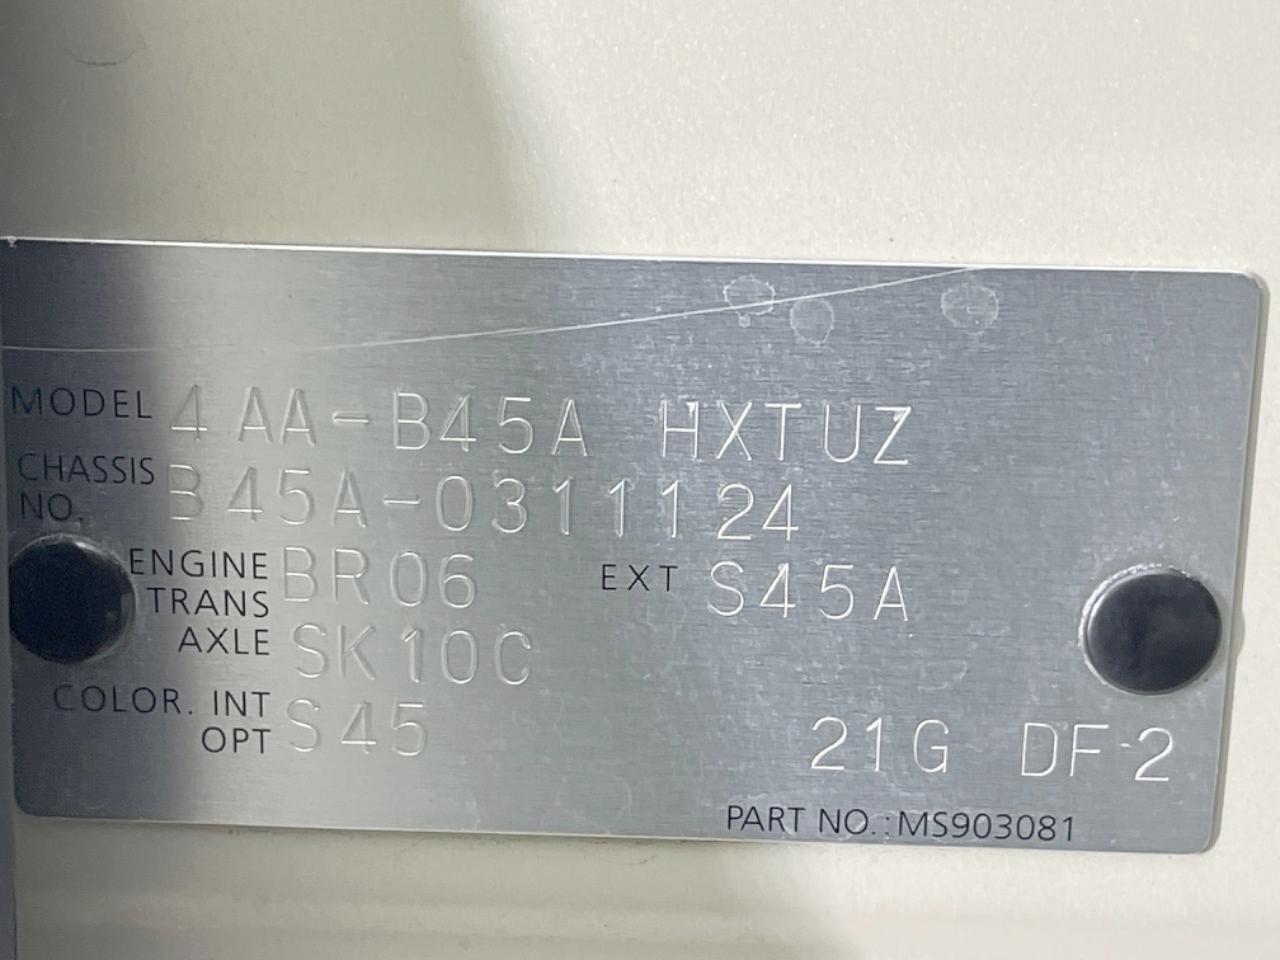 MODEL 4AA-B45A HXTUZ
CHASSIS NO. B45A-0311124
ENGINE BR06 EXT S45A
TRANS
AXLE SK10C
COLOR. INT
OPT S45
21G DF-2
PART NO.:MS903081